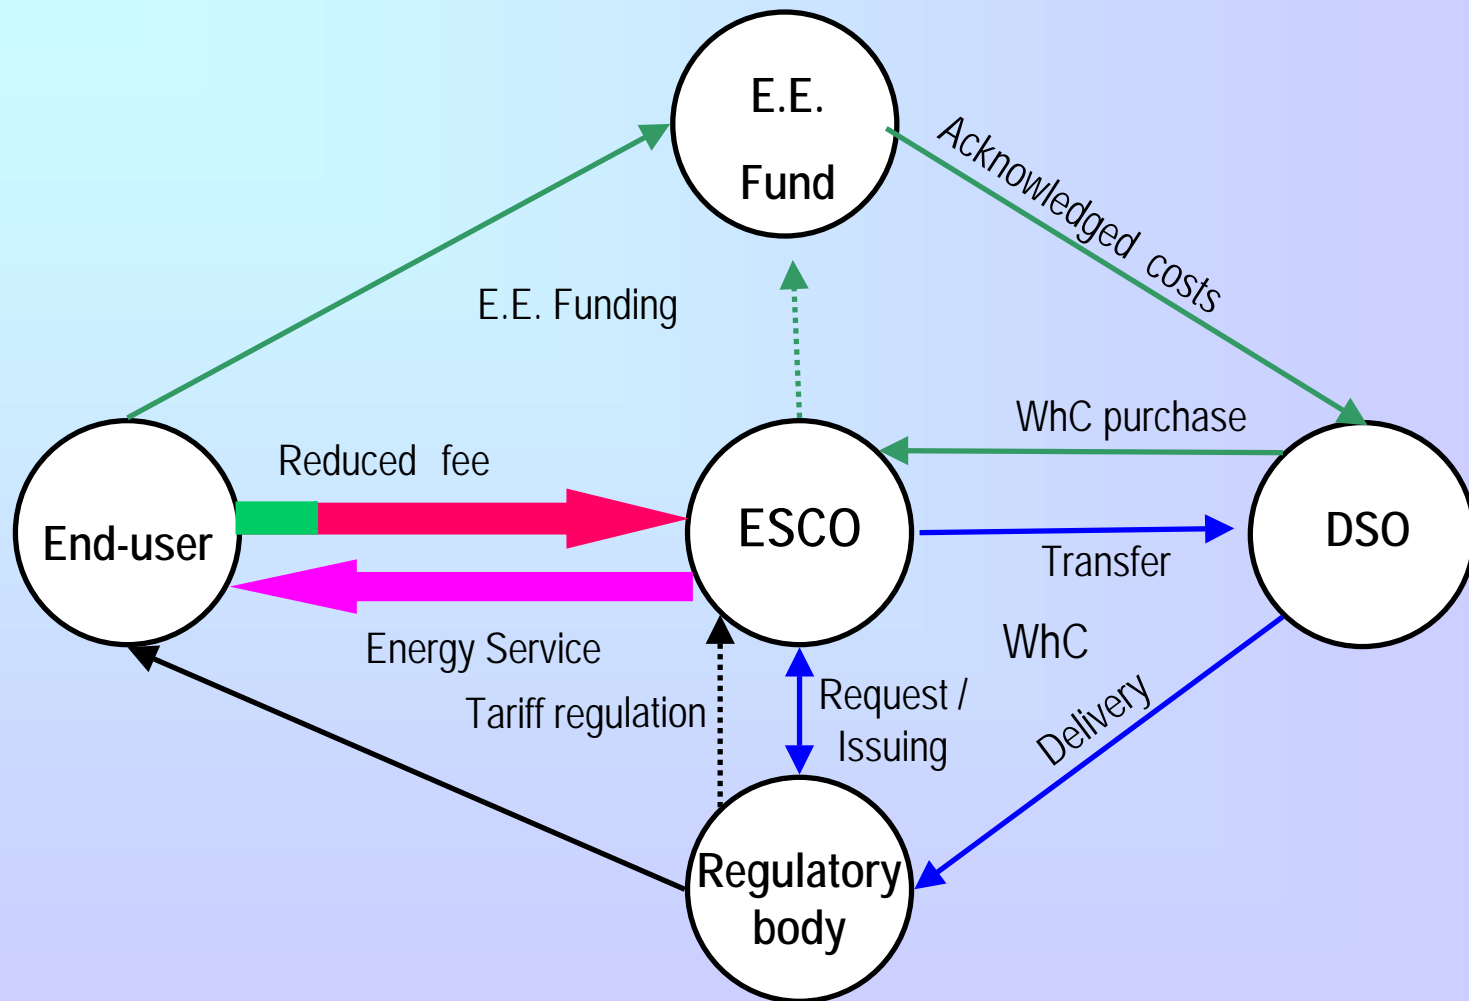 E.E.
Fund
Acknowledged costs
E.E. Funding
WhC purchase
Reduced fee
End-user
ESCO
DSO
Transfer
Energy Service
WhC
Tariff regulation
Request /
Issuing
Delivery
Regulatory
body